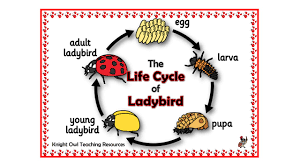 egg
larva
pupa
young
ladybird
adult
ladybird
The
Life Cycle
of
Ladybird
Knight Owl Teaching Resources